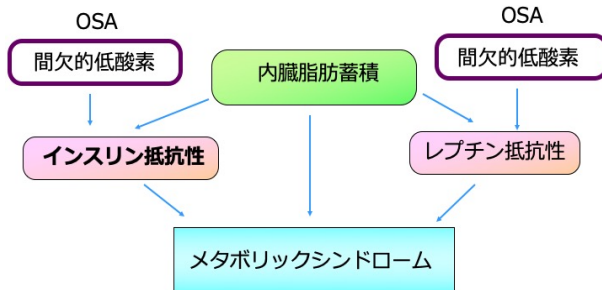 OSA
間欠的低酸素
内臓脂肪蓄積
OSA
間欠的低酸素
インスリン抵抗性
レプチン抵抗性
メタボリックシンドローム